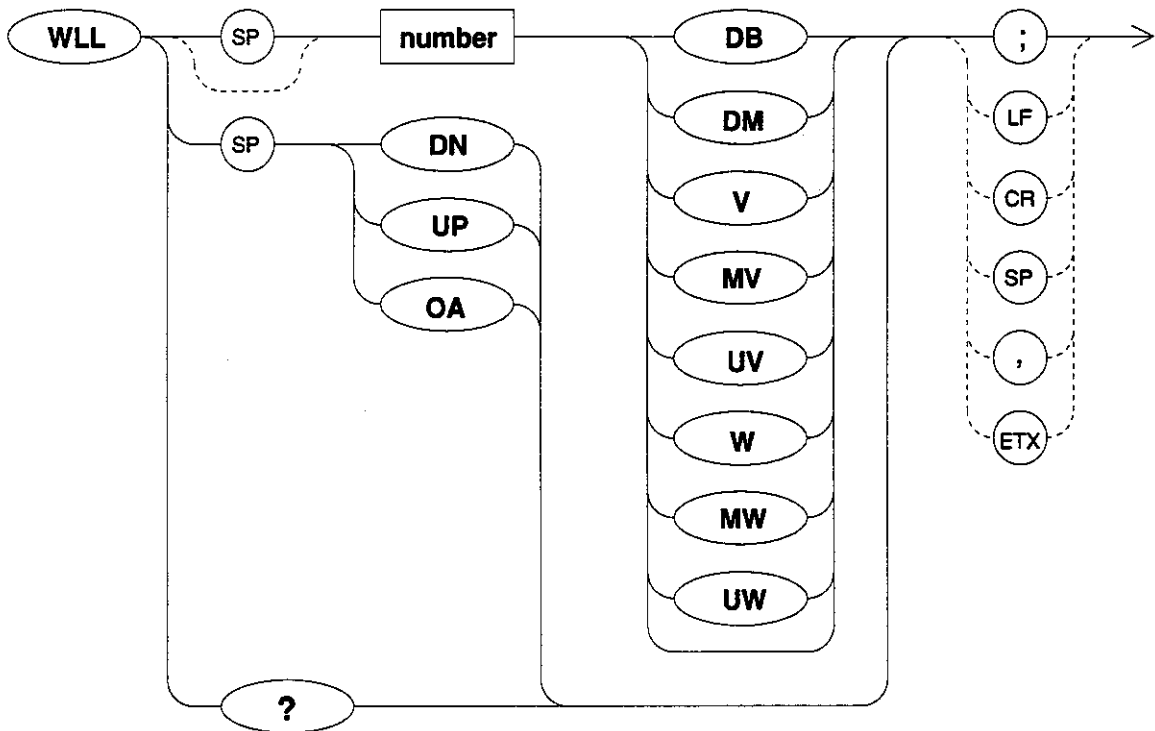 WLL SP number DB ;
DM LF
SP DN
V CR
UP
MV SP
OA
UV ,
W ETX
MW
UW
?